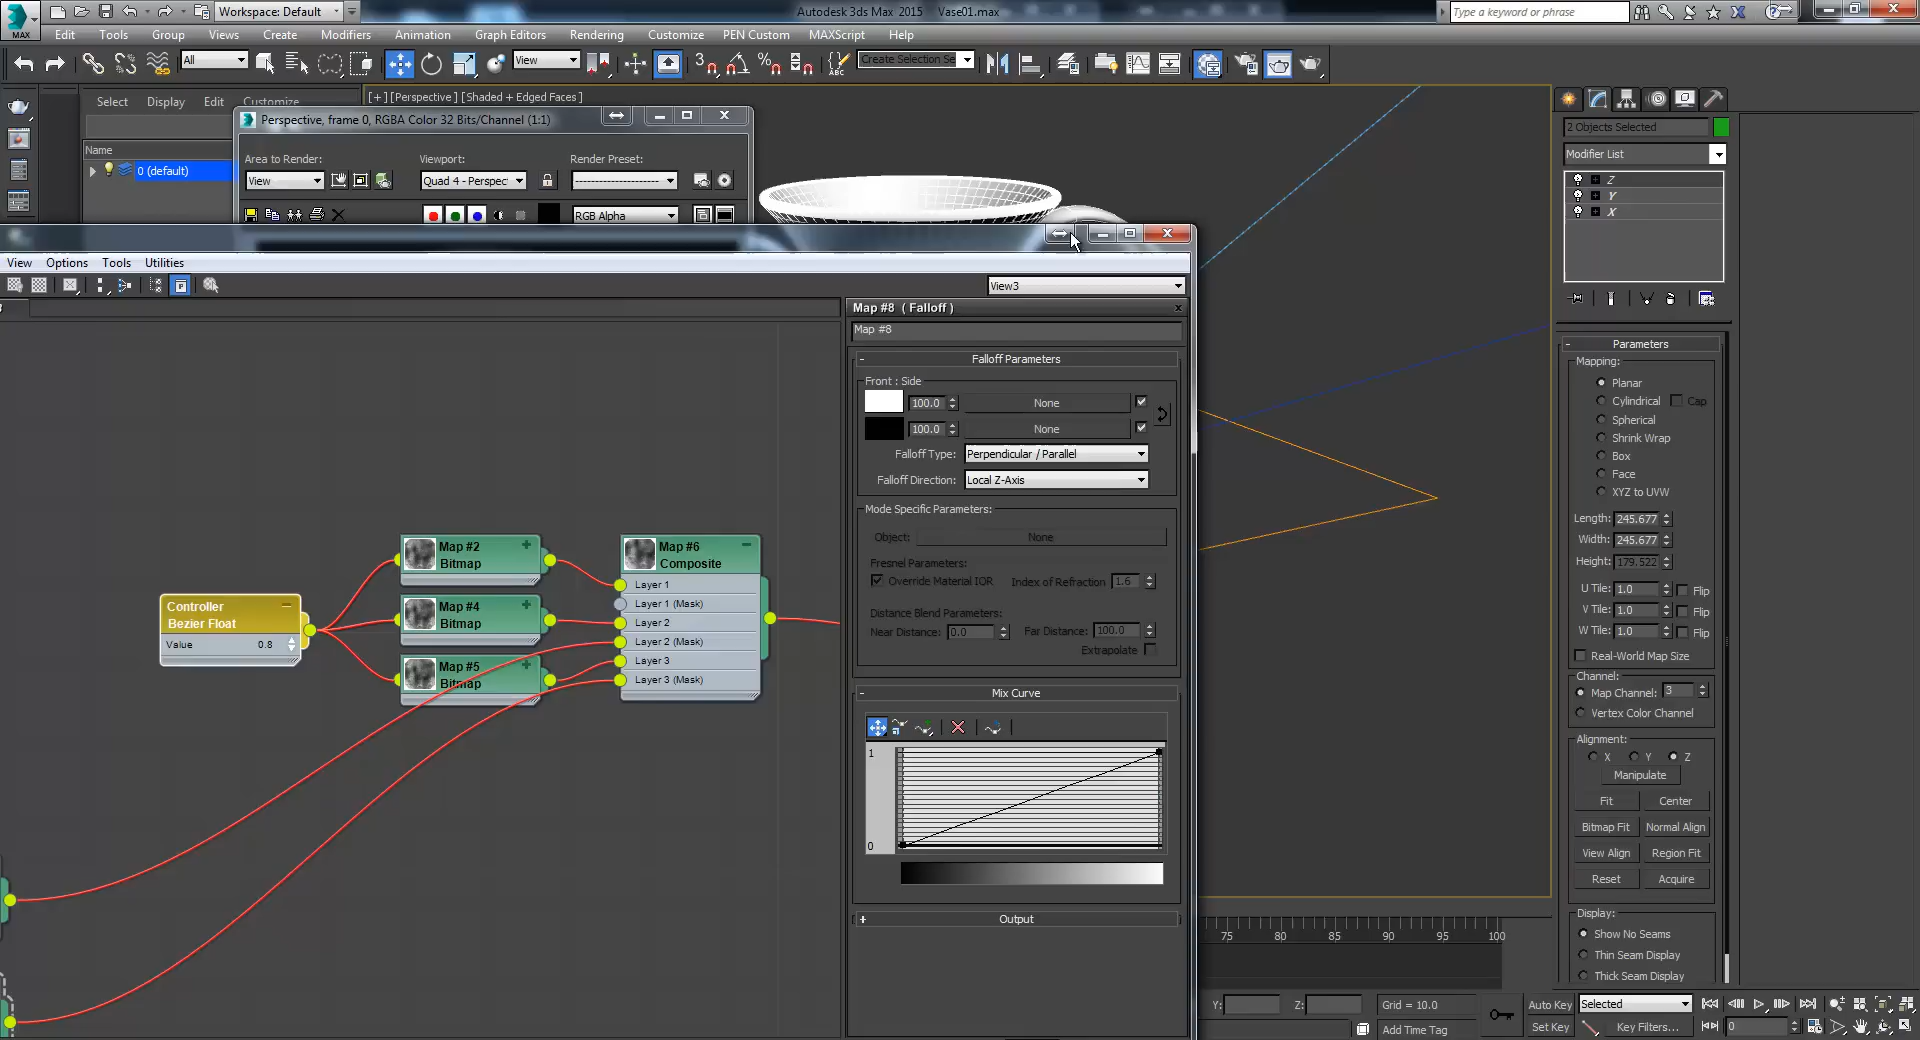 Workspace: Default
Autodesk 3ds Max 2015 Vase01.max
Type a keyword or phrase
MAX
Edit Tools Group Views Create Modifiers Animation Graph Editors Rendering Customize PEN Custom MAXScript Help
All
View
3
ABC
Create Selection Se
Select Display Edit Customize
[+] [Perspective] [Shaded + Edged Faces]
Name
0 (default)
Perspective, frame 0, RGBA Color 32 Bits/Channel (1:1)
Area to Render:
Viewport:
Render Preset:
View
Quad 4 - Perspect
RGB Alpha
View Options Tools Utilities
View3
Controller
Bezier Float
Value 0.8
Map #2
Bitmap
Map #4
Bitmap
Map #5
Bitmap
Map #6
Composite
Layer 1
Layer 1 (Mask)
Layer 2
Layer 2 (Mask)
Layer 3
Layer 3 (Mask)
Map #8 ( Falloff )
Map #8
Falloff Parameters
Front : Side
100.0 None
100.0 None
Falloff Type: Perpendicular / Parallel
Falloff Direction: Local Z-Axis
Mode Specific Parameters:
Object: None
Fresnel Parameters:
Override Material IOR Index of Refraction 1.6
Distance Blend Parameters:
Near Distance: 0.0 Far Distance: 100.0
Extrapolate
Mix Curve
1
0
Output
2 Objects Selected
Modifier List
Z
Y
X
Parameters
Mapping:
Planar
Cylindrical Cap
Spherical
Shrink Wrap
Box
Face
XYZ to UVW
Length: 245.677
Width: 245.677
Height: 179.522
U Tile: 1.0 Flip
V Tile: 1.0 Flip
W Tile: 1.0 Flip
Real-World Map Size
Channel:
Map Channel: 3
Vertex Color Channel
Alignment:
X Y Z
Manipulate
Fit Center
Bitmap Fit Normal Align
View Align Region Fit
Reset Acquire
Display:
Show No Seams
Thin Seam Display
Thick Seam Display
75 80 85 90 95 100
Y: Z: Grid = 10.0
Add Time Tag
Auto Key Selected
Set Key Key Filters...
0